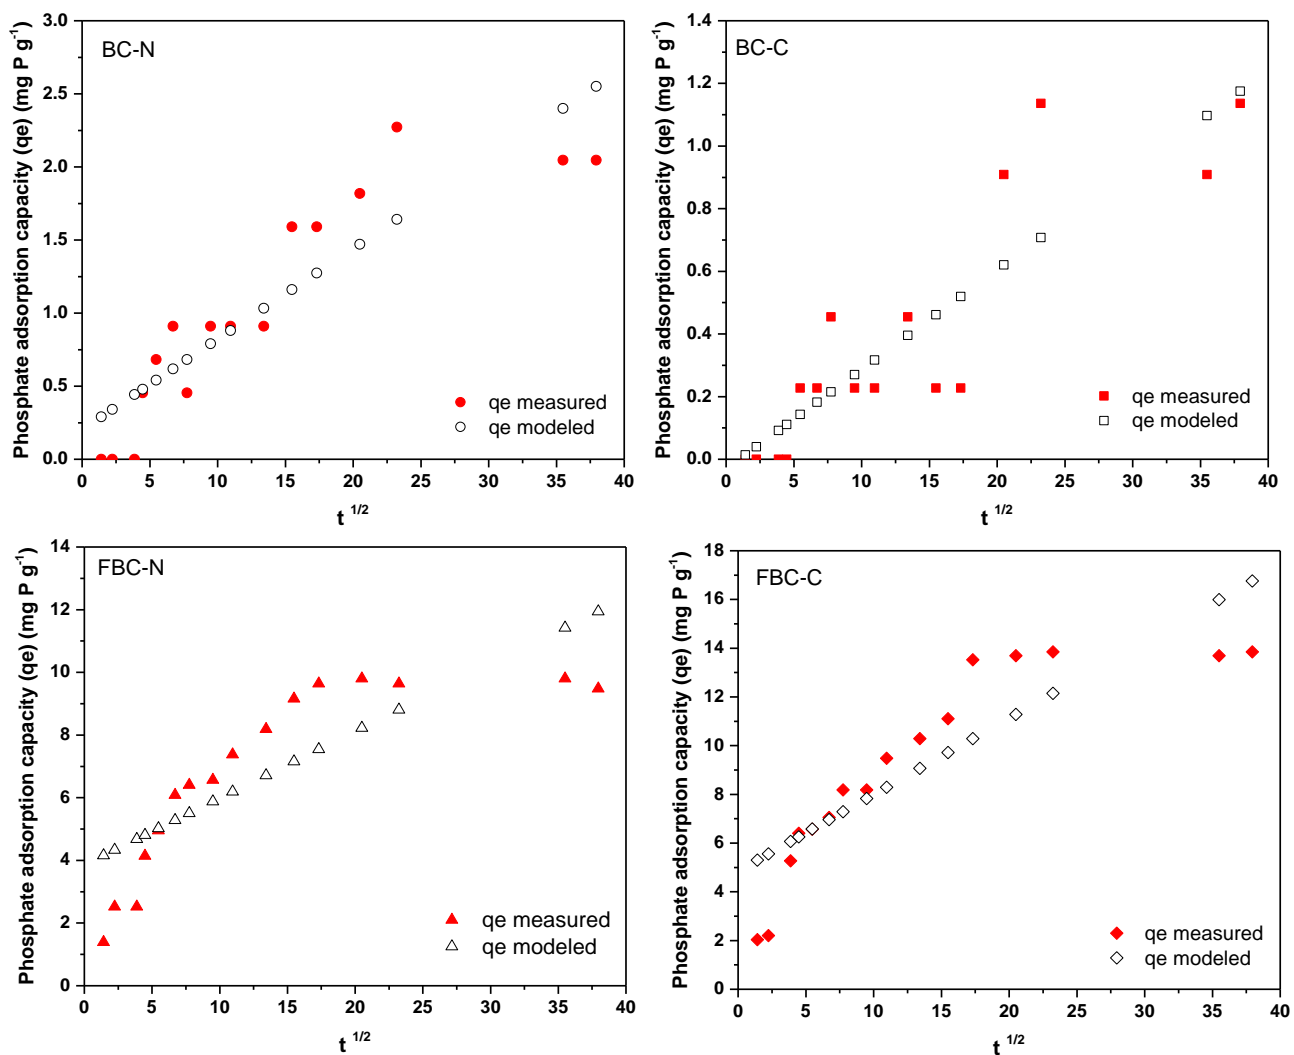 BC-N
Phosphate adsorption capacity (qe) (mg P g-1)
3.0
2.5
2.0
1.5
1.0
0.5
0.0
qe measured
qe modeled
0 5 10 15 20 25 30 35 40
t 1/2
BC-C
Phosphate adsorption capacity (qe) (mg P g-1)
1.4
1.2
1.0
0.8
0.6
0.4
0.2
0.0
qe measured
qe modeled
0 5 10 15 20 25 30 35 40
t 1/2
FBC-N
Phosphate adsorption capacity (qe) (mg P g-1)
14
12
10
8
6
4
2
0
qe measured
qe modeled
0 5 10 15 20 25 30 35 40
t 1/2
FBC-C
Phosphate adsorption capacity (qe) (mg P g-1)
18
16
14
12
10
8
6
4
2
0
qe measured
qe modeled
0 5 10 15 20 25 30 35 40
t 1/2